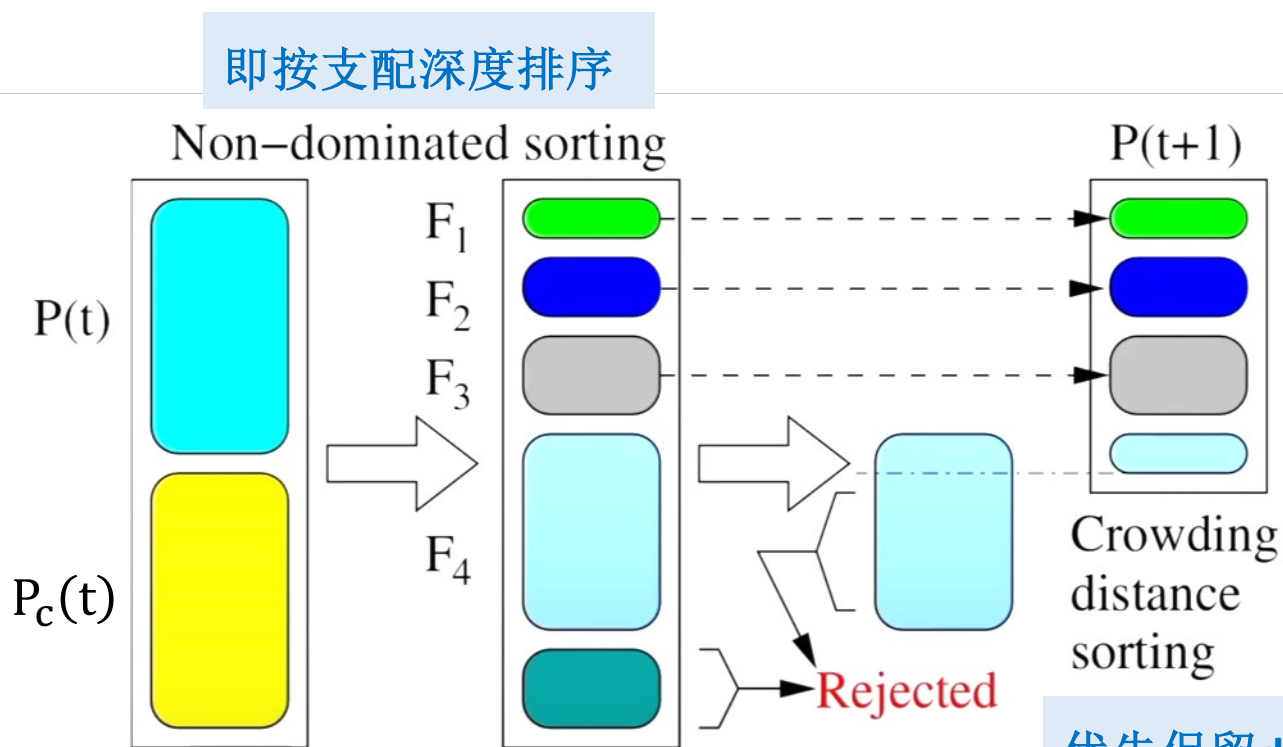 即按支配深度排序
Non-dominated sorting
P(t+1)
F1
P(t)
F2
F3
F4
Pc(t)
Crowding
distance
sorting
Rejected